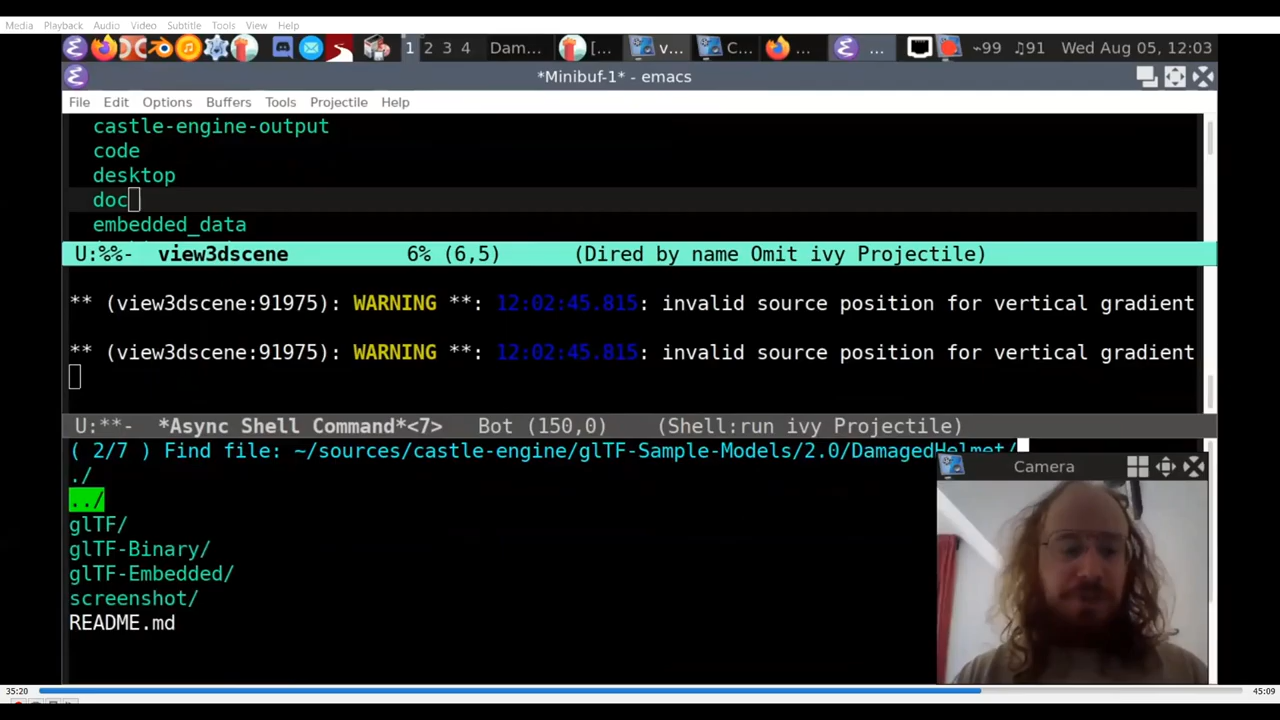 Media Playback Audio Video Subtitle Tools View Help
1 2 3 4 Dam... [... v... C... ... ... ⌁99 ♫91 Wed Aug 05, 12:03
*Minibuf-1* - emacs
File Edit Options Buffers Tools Projectile Help
castle-engine-output
code
desktop
doc
embedded_data
U:%%- view3dscene 6% (6,5) (Dired by name Omit ivy Projectile)
** (view3dscene:91975): WARNING **: 12:02:45.815: invalid source position for vertical gradient
** (view3dscene:91975): WARNING **: 12:02:45.815: invalid source position for vertical gradient
U:**- *Async Shell Command*<7> Bot (150,0) (Shell:run ivy Projectile)
( 2/7 ) Find file: ~/sources/castle-engine/glTF-Sample-Models/2.0/DamagedHelmet/
./
../
glTF/
glTF-Binary/
glTF-Embedded/
screenshot/
README.md
Camera
35:20
45:09